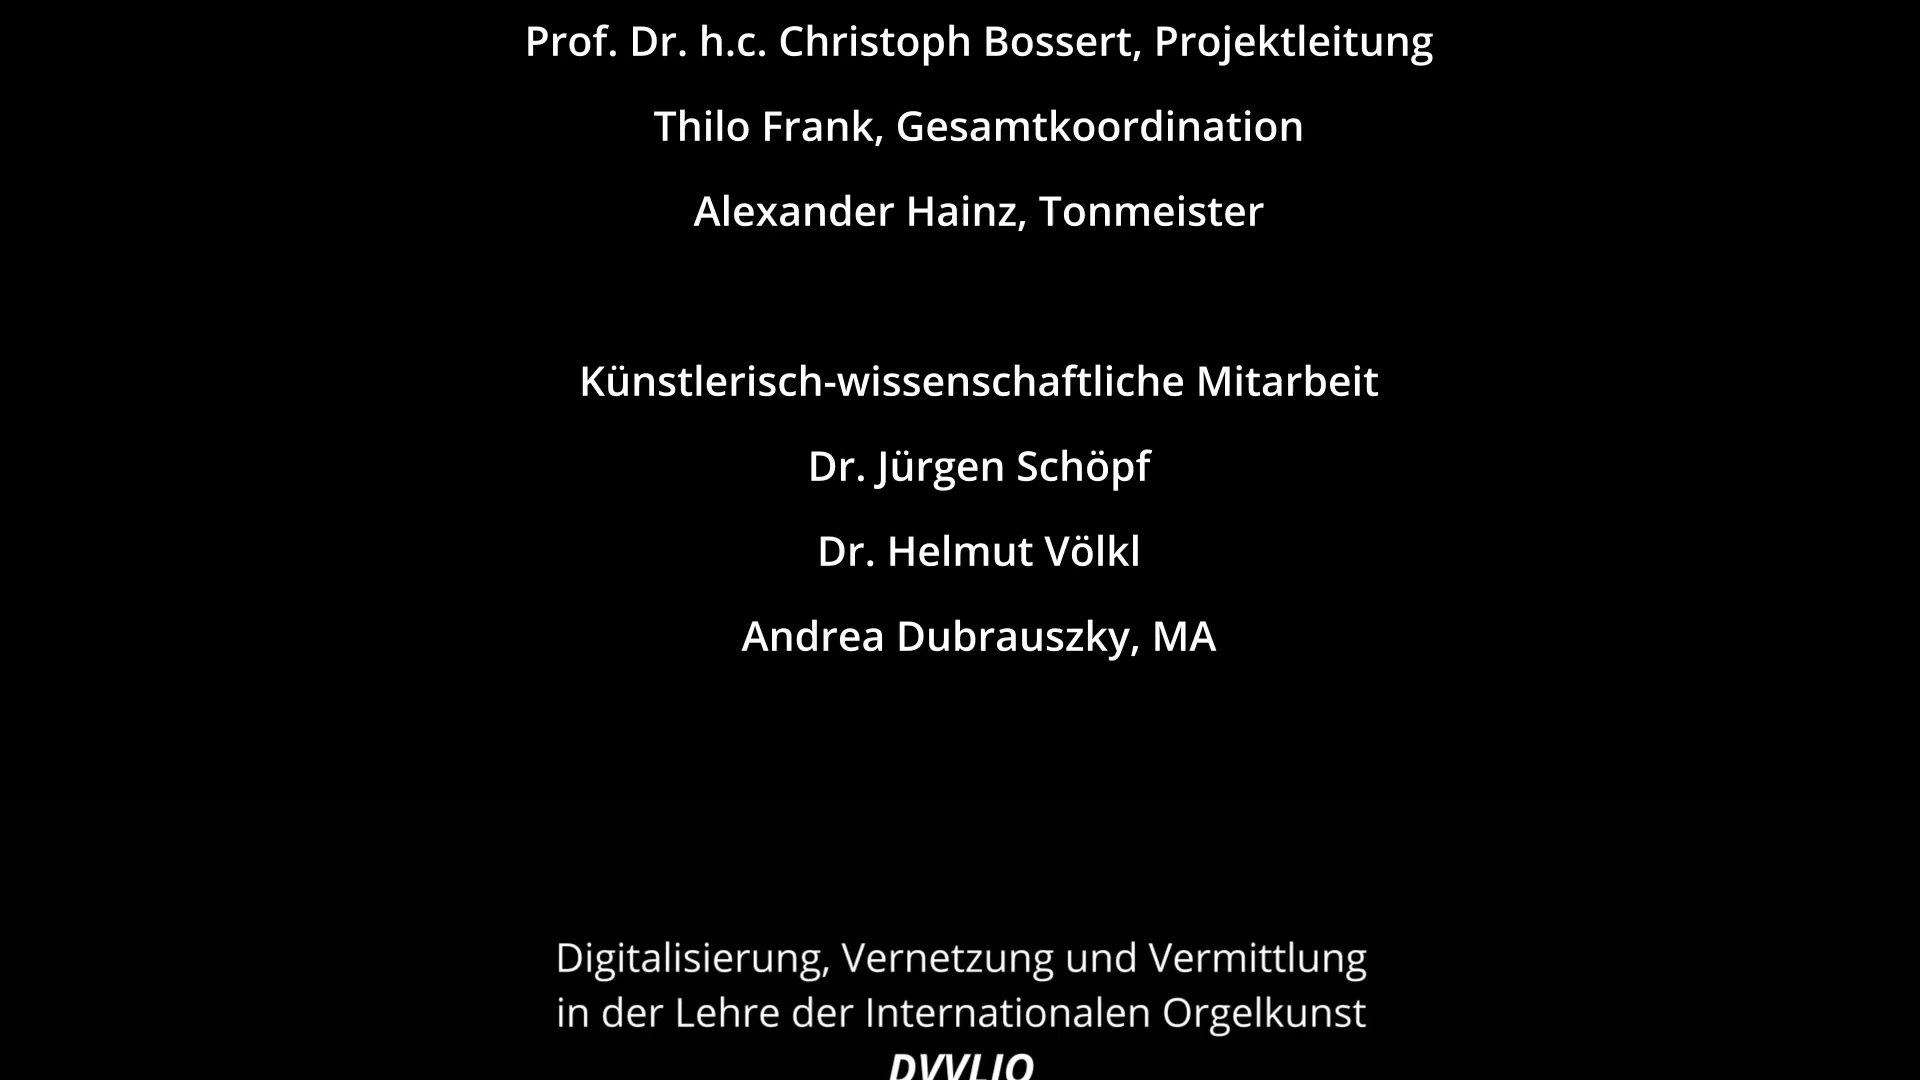 Prof. Dr. h.c. Christoph Bossert, Projektleitung
Thilo Frank, Gesamtkoordination
Alexander Hainz, Tonmeister
Künstlerisch-wissenschaftliche Mitarbeit
Dr. Jürgen Schöpf
Dr. Helmut Völkl
Andrea Dubrauszky, MA
Digitalisierung, Vernetzung und Vermittlung
in der Lehre der Internationalen Orgelkunst
DVVLIO